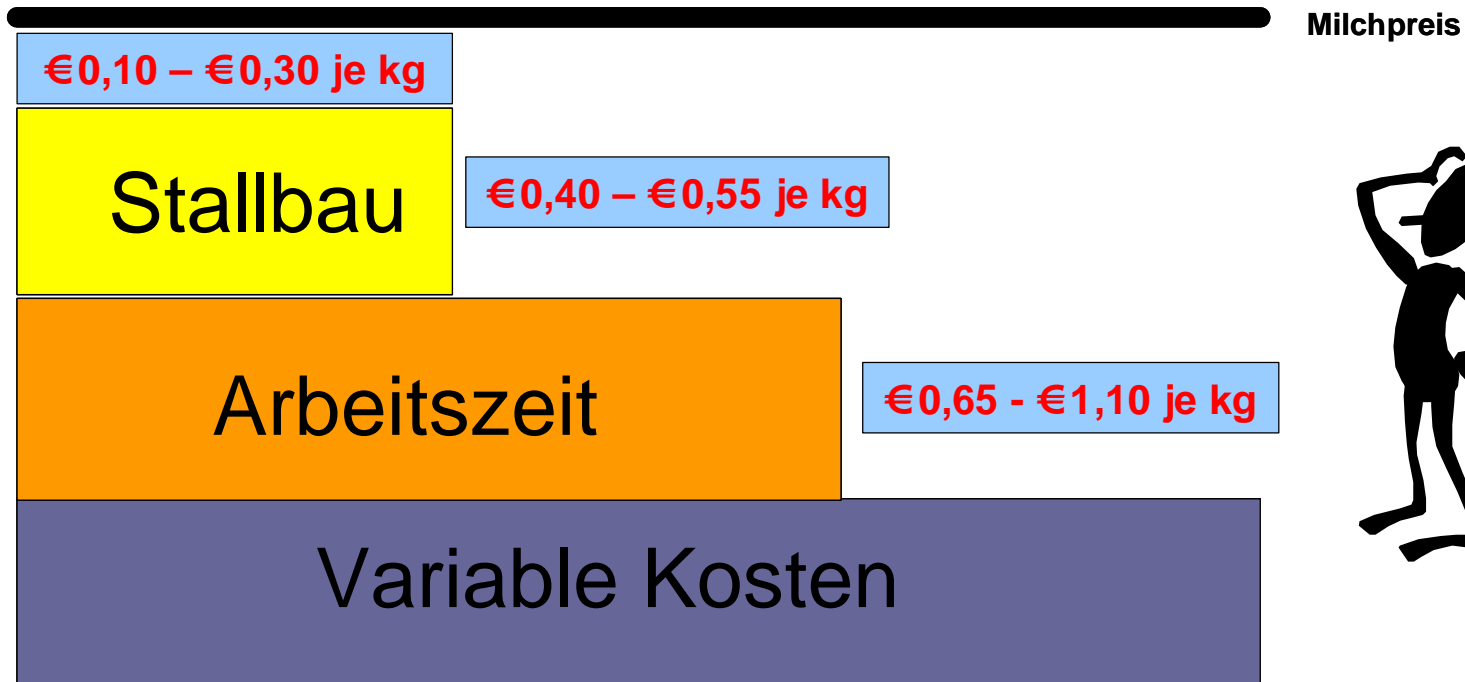 Milchpreis
€0,10 – €0,30 je kg
Stallbau
€0,40 – €0,55 je kg
Arbeitszeit
€0,65 - €1,10 je kg
Variable Kosten